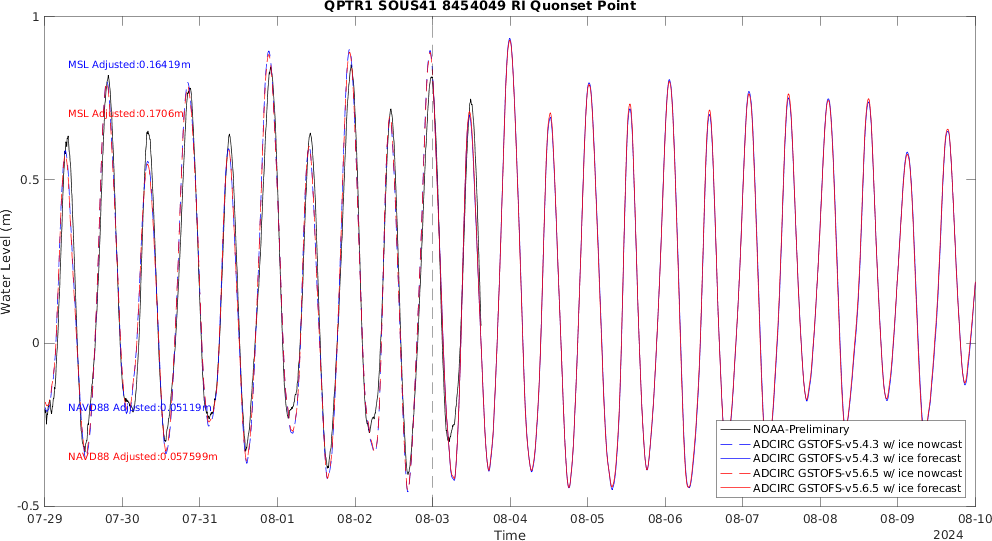 QPTR1 SOUS41 8454049 RI Quonset Point
1
0.5
0
-0.5
Water Level (m)
MSL Adjusted:0.16419m
MSL Adjusted:0.1706m
NAVD88 Adjusted:0.05119m
NAVD88 Adjusted:0.057599m
NOAA-Preliminary
ADCIRC GSTOFS-v5.4.3 w/ ice nowcast
ADCIRC GSTOFS-v5.4.3 w/ ice forecast
ADCIRC GSTOFS-v5.6.5 w/ ice nowcast
ADCIRC GSTOFS-v5.6.5 w/ ice forecast
07-29 07-30 07-31 08-01 08-02 08-03 08-04 08-05 08-06 08-07 08-08 08-09 08-10
Time
2024